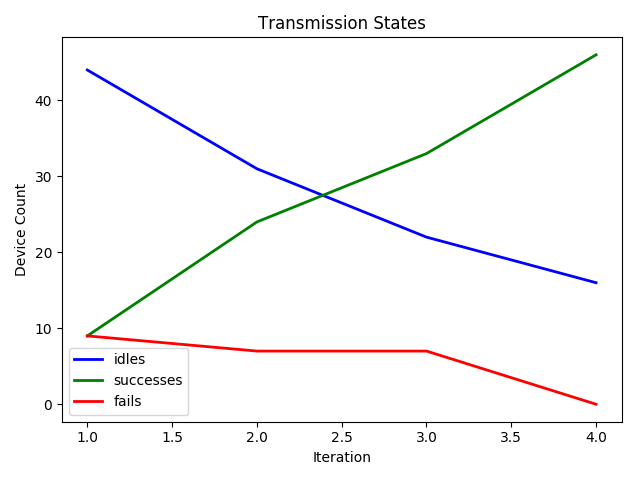 Transmission States
Device Count
40
30
20
10
0
idles
successes
fails
1.0 1.5 2.0 2.5 3.0 3.5 4.0
Iteration